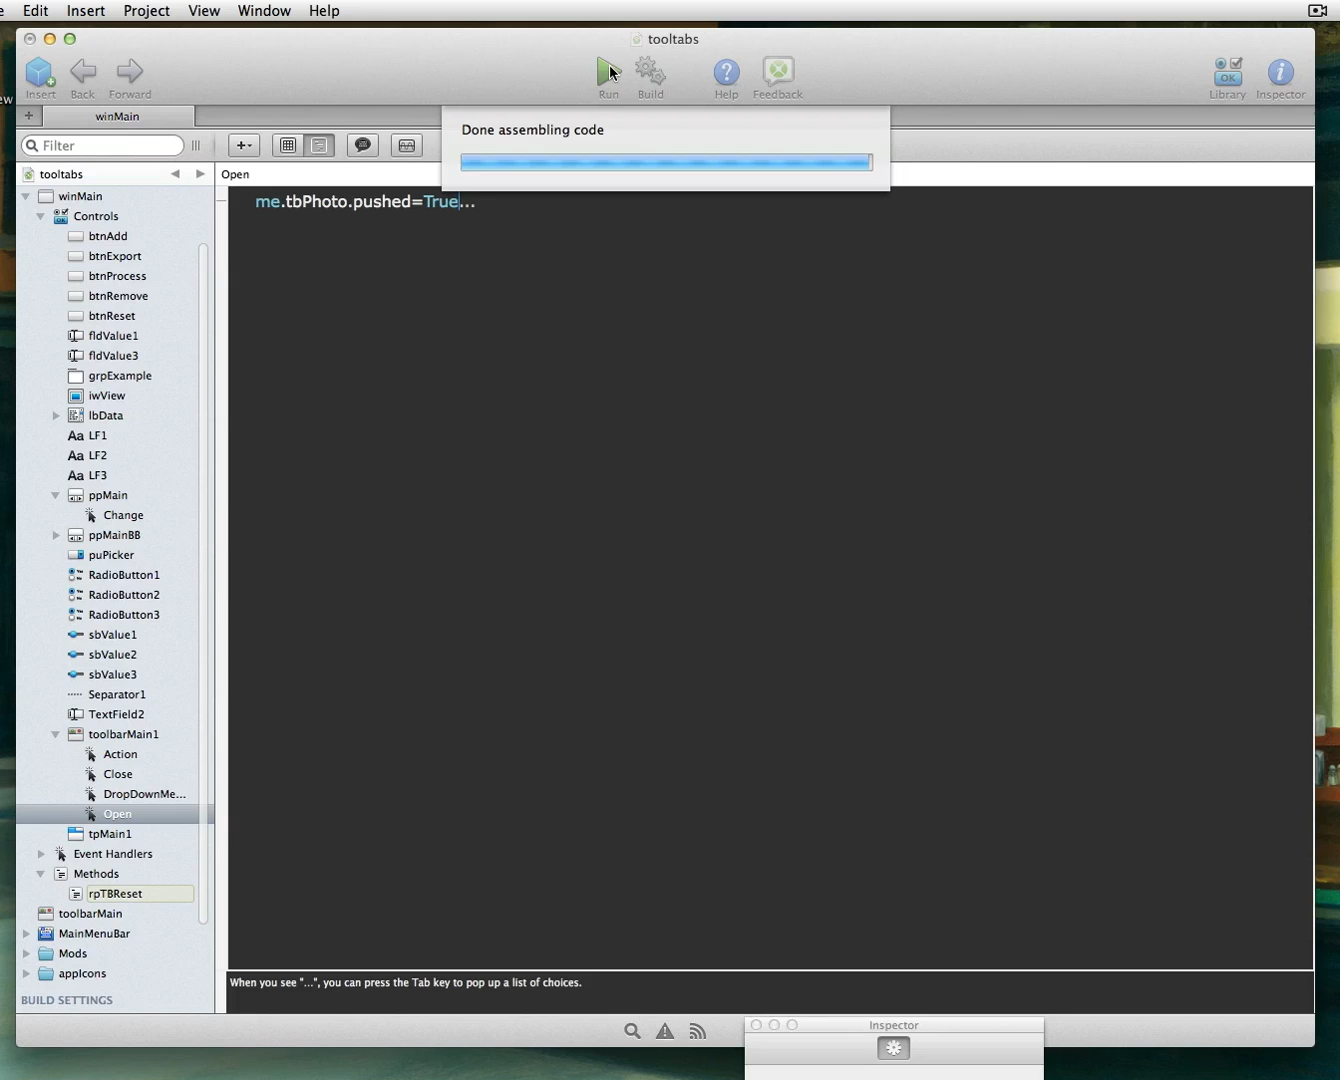 Edit Insert Project View Window Help
tooltabs
Insert Back Forward Run Build Help Feedback Library Inspector
ew
+ winMain
Done assembling code
Filter
tooltabs
Open
me.tbPhoto.pushed=True...
winMain
Controls
btnAdd
btnExport
btnProcess
btnRemove
btnReset
fldValue1
fldValue3
grpExample
iwView
lbData
Aa LF1
Aa LF2
Aa LF3
ppMain
Change
ppMainBB
puPicker
RadioButton1
RadioButton2
RadioButton3
sbValue1
sbValue2
sbValue3
Separator1
TextField2
toolbarMain1
Action
Close
DropDownMe...
Open
tpMain1
Event Handlers
Methods
rpTBReset
toolbarMain
MainMenuBar
Mods
appIcons
BUILD SETTINGS
When you see "...", you can press the Tab key to pop up a list of choices.
Inspector